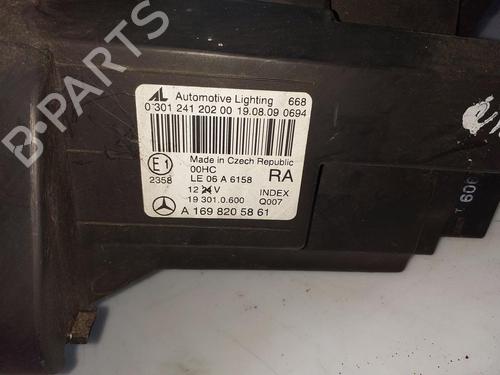 AL Automotive Lighting 668
0 301 241 202 00 19.08.09 0694
E1
2358
Made in Czech Republic
00HC
LE 06 A 6158
RA
12 V
INDEX
19 301.0.600
Q007
A 169 820 58 61
B-PARTS